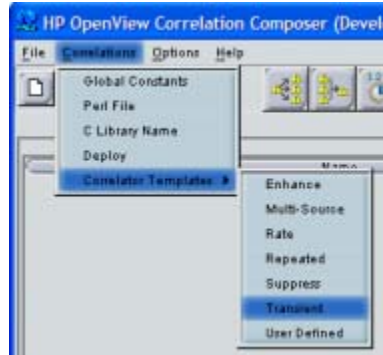 HP OpenView Correlation Composer (Devel
File Correlations Options Help
Global Constants
Perl File
C Library Name
Deploy
Correlator Templates
Name
Enhance
Multi-Source
Rate
Repeated
Suppress
Transient
User Defined